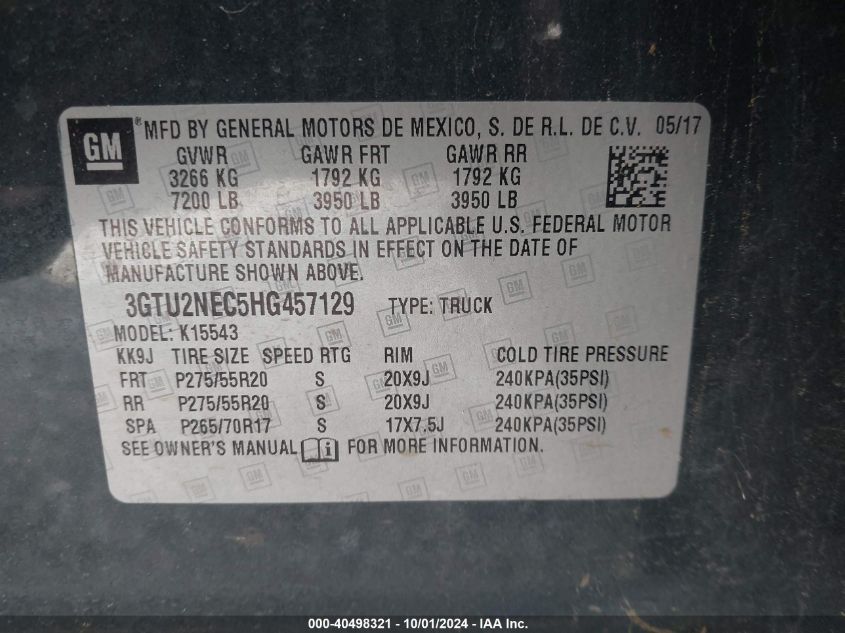 GM ® MFD BY GENERAL MOTORS DE MEXICO, S. DE R.L. DE C.V. 05/17
GVWR GAWR FRT GAWR RR
3266 KG 1792 KG 1792 KG
7200 LB 3950 LB 3950 LB
THIS VEHICLE CONFORMS TO ALL APPLICABLE U.S. FEDERAL MOTOR
VEHICLE SAFETY STANDARDS IN EFFECT ON THE DATE OF
MANUFACTURE SHOWN ABOVE.
3GTU2NEC5HG457129 TYPE: TRUCK
MODEL: K15543
KK9J TIRE SIZE SPEED RTG RIM COLD TIRE PRESSURE
FRT P275/55R20 S 20X9J 240KPA(35PSI)
RR P275/55R20 S 20X9J 240KPA(35PSI)
SPA P265/70R17 S 17X7.5J 240KPA(35PSI)
SEE OWNER'S MANUAL FOR MORE INFORMATION.
000-40498321 - 10/01/2024 - IAA Inc.